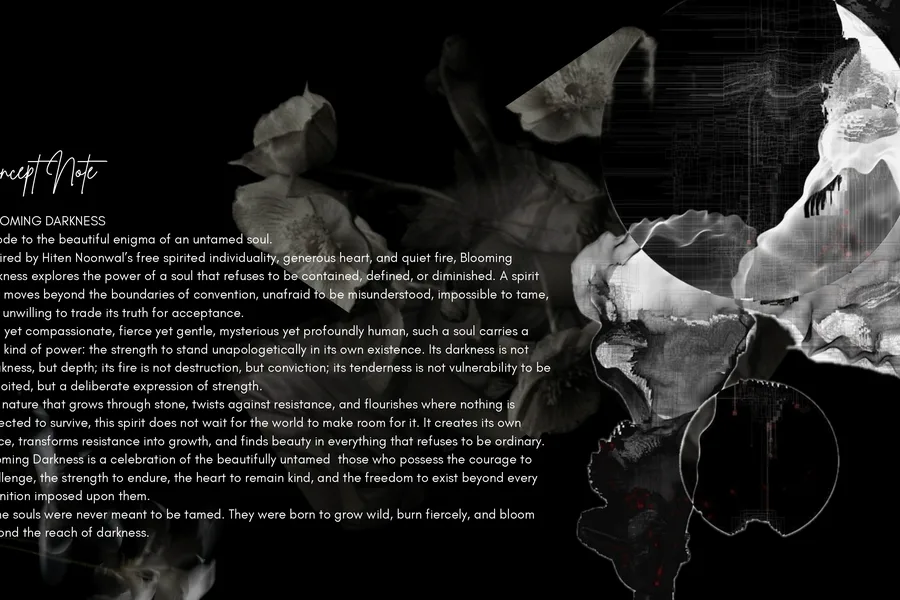 ncept Note
OMING DARKNESS
ode to the beautiful enigma of an untamed soul.
ired by Hiten Noonwal's free spirited individuality, generous heart, and quiet fire, Blooming
kness explores the power of a soul that refuses to be contained, defined, or diminished. A spirit
moves beyond the boundaries of convention, unafraid to be misunderstood, impossible to tame,
unwilling to trade its truth for acceptance.
yet compassionate, fierce yet gentle, mysterious yet profoundly human, such a soul carries a
kind of power: the strength to stand unapologetically in its own existence. Its darkness is not
akness, but depth; its fire is not destruction, but conviction; its tenderness is not vulnerability to be
oited, but a deliberate expression of strength.
nature that grows through stone, twists against resistance, and flourishes where nothing is
ected to survive, this spirit does not wait for the world to make room for it. It creates its own
ce, transforms resistance into growth, and finds beauty in everything that refuses to be ordinary.
oming Darkness is a celebration of the beautifully untamed  those who possess the courage to
llenge, the strength to endure, the heart to remain kind, and the freedom to exist beyond every
nition imposed upon them.
ne souls were never meant to be tamed. They were born to grow wild, burn fiercely, and bloom
ond the reach of darkness.